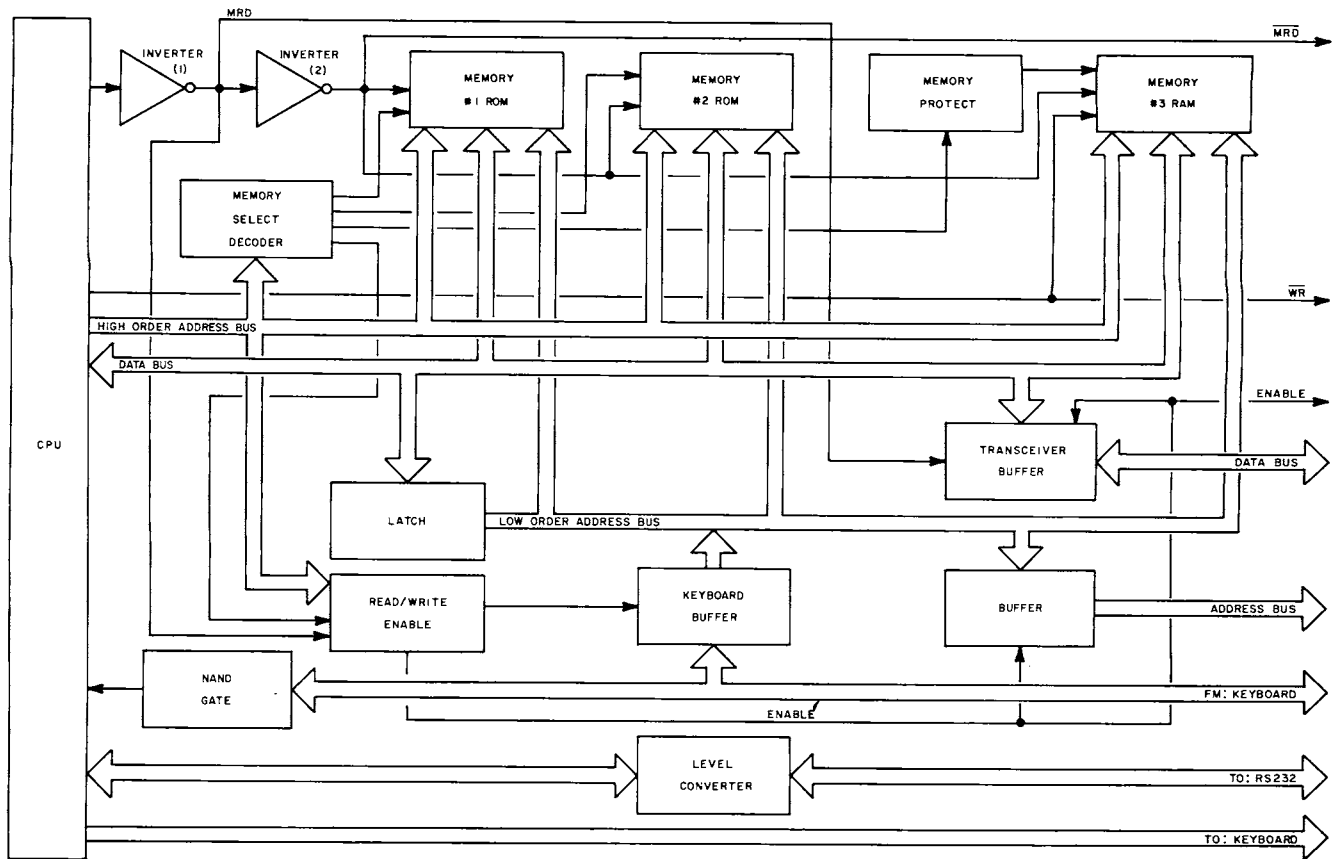 MRD
M̅R̅D̅
INVERTER
(1)
INVERTER
(2)
MEMORY
#1 ROM
MEMORY
#2 ROM
MEMORY
PROTECT
MEMORY
#3 RAM
MEMORY
SELECT
DECODER
W̅R̅
HIGH ORDER ADDRESS BUS
DATA BUS
ENABLE
CPU
TRANSCEIVER
BUFFER
DATA BUS
LATCH
LOW ORDER ADDRESS BUS
READ/WRITE
ENABLE
KEYBOARD
BUFFER
BUFFER
ADDRESS BUS
NAND
GATE
FM: KEYBOARD
ENABLE
LEVEL
CONVERTER
TO: RS232
TO: KEYBOARD